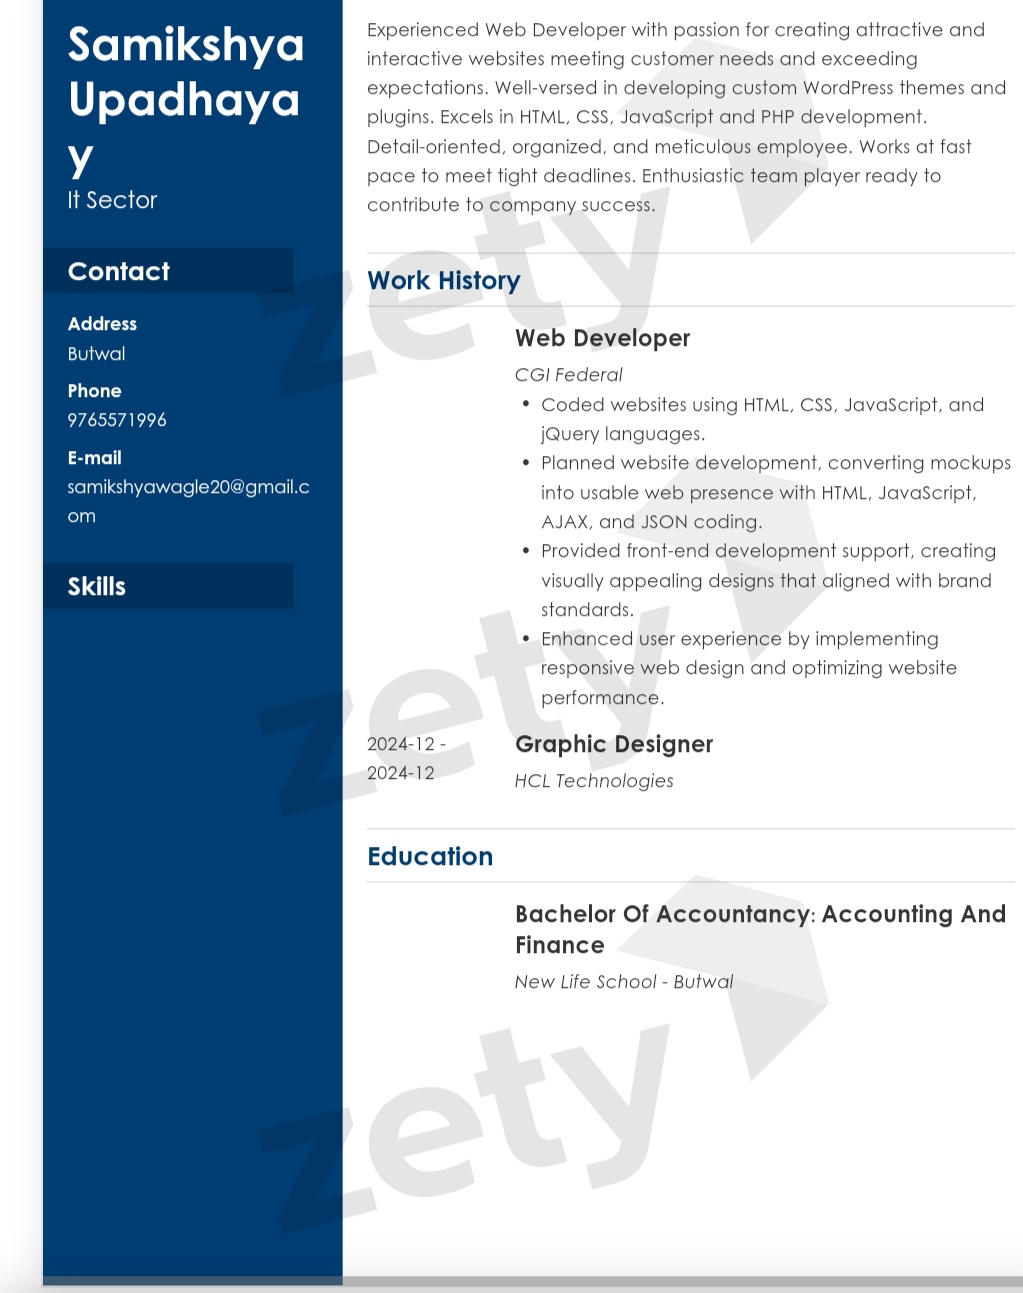 Samikshya
Upadhaya
y
It Sector
Contact
Address
Butwal
Phone
9765571996
E-mail
samikshyawagle20@gmail.c
om
Skills
Experienced Web Developer with passion for creating attractive and
interactive websites meeting customer needs and exceeding
expectations. Well-versed in developing custom WordPress themes and
plugins. Excels in HTML, CSS, JavaScript and PHP development.
Detail-oriented, organized, and meticulous employee. Works at fast
pace to meet tight deadlines. Enthusiastic team player ready to
contribute to company success.
Work History
Web Developer
CGI Federal
• Coded websites using HTML, CSS, JavaScript, and
jQuery languages.
• Planned website development, converting mockups
into usable web presence with HTML, JavaScript,
AJAX, and JSON coding.
• Provided front-end development support, creating
visually appealing designs that aligned with brand
standards.
• Enhanced user experience by implementing
responsive web design and optimizing website
performance.
2024-12 -
2024-12
Graphic Designer
HCL Technologies
Education
Bachelor Of Accountancy: Accounting And
Finance
New Life School - Butwal
zety
zety
zety